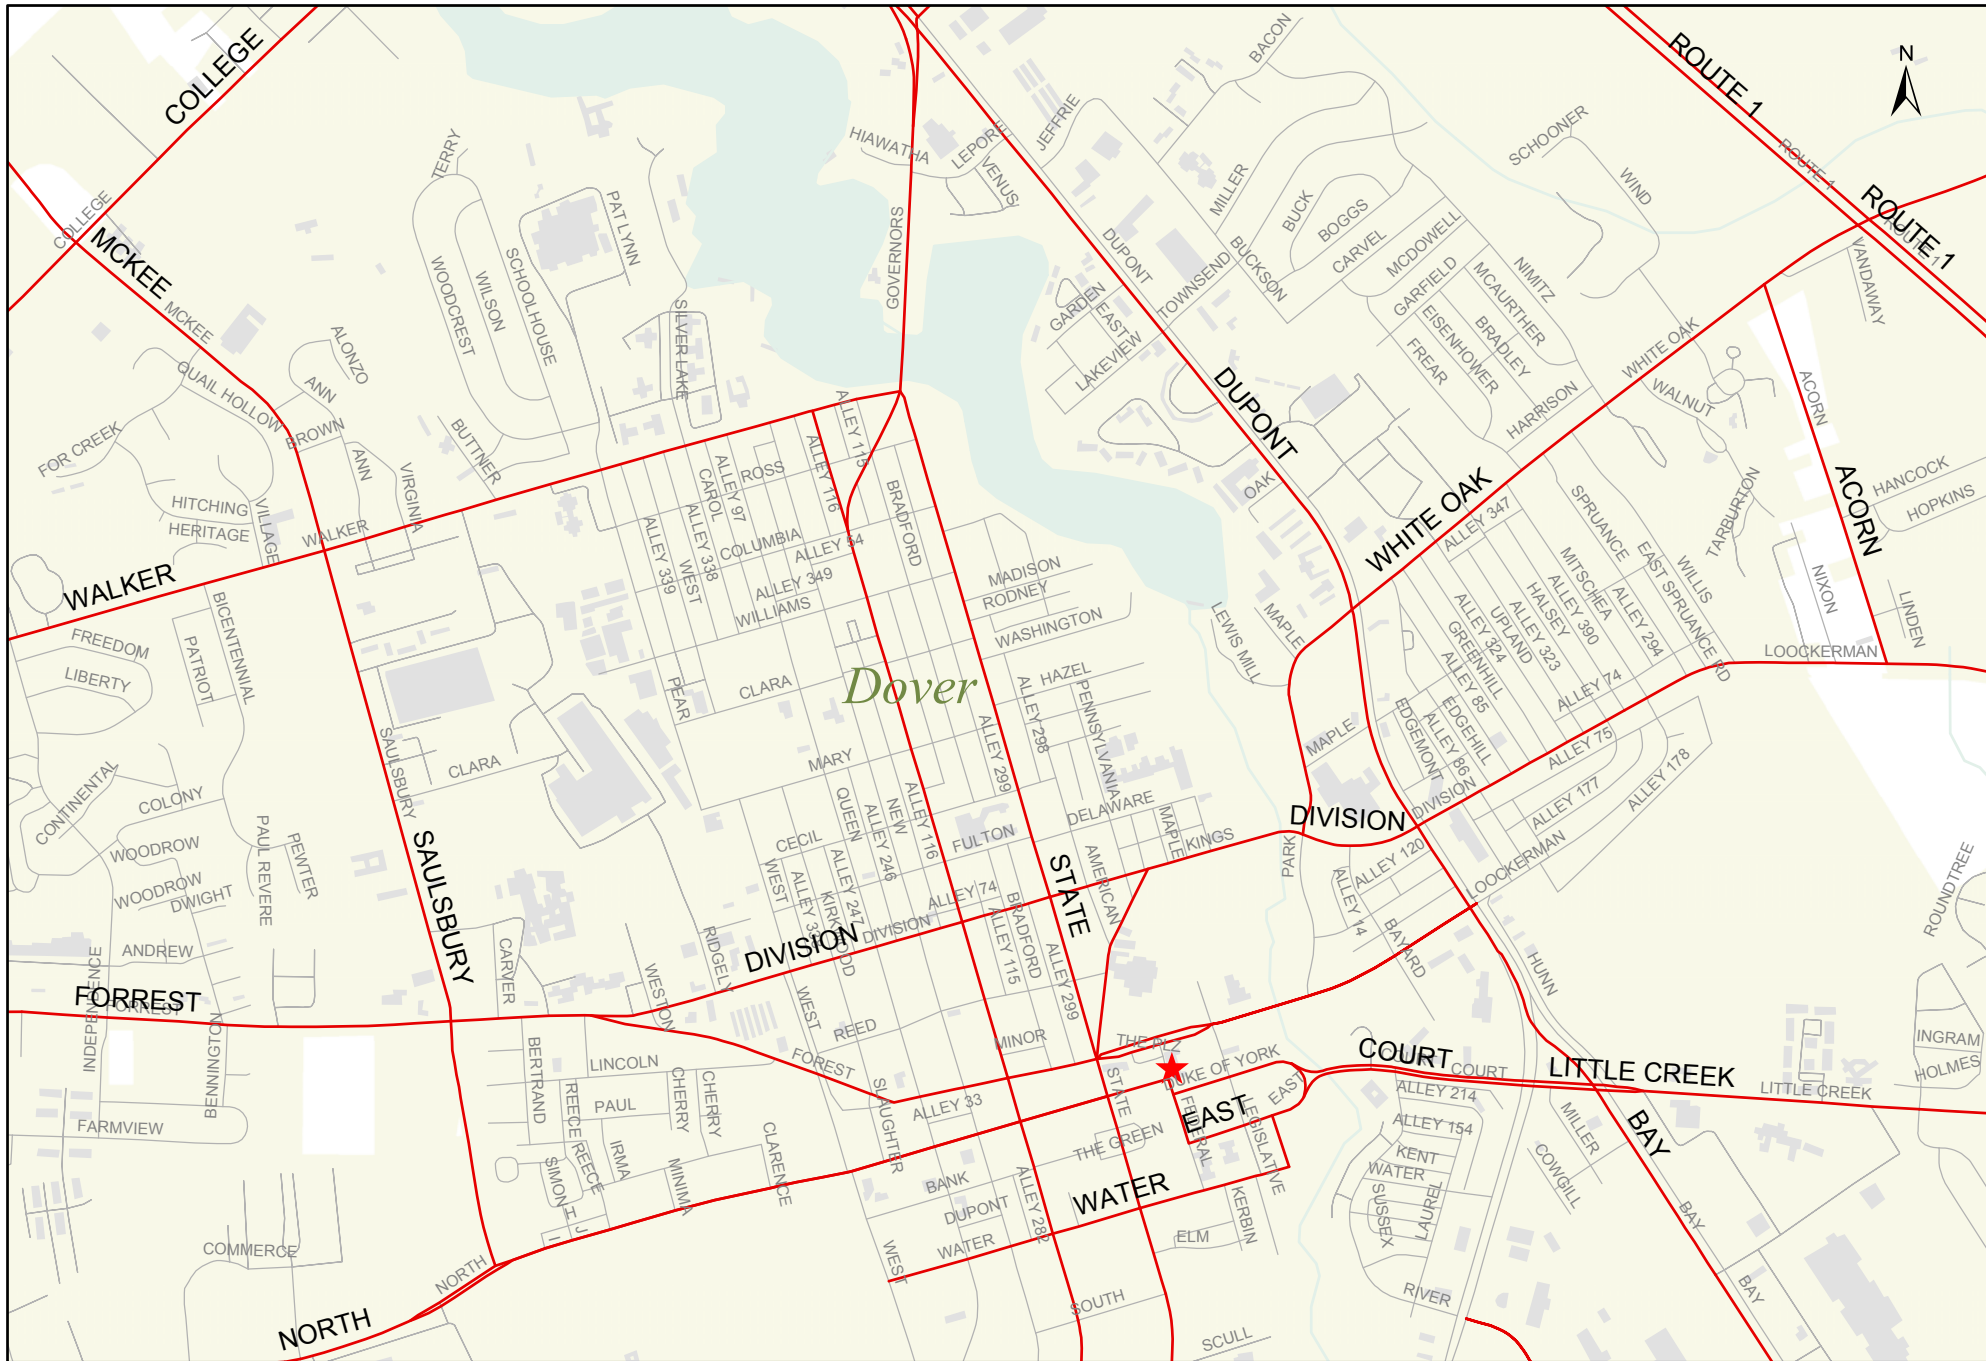 COLLEGE
ROUTE 1
N
BACON
JEFFRIE
SCHOONER
HIAWATHA
LEPORE
VENUS
TERRY
PAT LYNN
MILLER
BUCK
BOGGS
WIND
ROUTE 1
ROUTE 1
ROUTE 1
COLLEGE
MCKEE
GOVERNORS
DUPONT
BUCKSON
CARVEL
MCDOWELL
NIMITZ
VANDAWAY
WOODCREST
WILSON
SCHOOLHOUSE
SILVER LAKE
GARDEN
EAST
TOWNSEND
LAKEVIEW
GARFIELD
MCAURTHER
EISENHOWER
BRADLEY
FREAR
MCKEE
ALONZO
ANN
QUAIL HOLLOW
BROWN
ANN
FOR CREEK
BUTTNER
VIRGINIA
HITCHING
HERITAGE
VILLAGE
WALKER
WALKER
ALLEY 115
ALLEY 116
ROSS
ALLEY 97
CAROL
ALLEY 338
ALLEY 339
WEST
COLUMBIA
ALLEY 54
ALLEY 349
WILLIAMS
BRADFORD
DUPONT
WHITE OAK
WALNUT
HARRISON
OAK
WHITE OAK
ACORN
ACORN
HANCOCK
HOPKINS
TARBURTON
NIXON
LINDEN
LOOCKERMAN
ALLEY 347
SPRUANCE
EAST SPRUANCE RD
WILLIS
MITSCHEA
ALLEY 390
HALSEY
ALLEY 294
ALLEY 323
UPLAND
ALLEY 324
GREENHILL
ALLEY 85
ALLEY 74
EDGEHILL
EDGEMONT
ALLEY 86
ALLEY 75
ALLEY 177
ALLEY 178
MADISON
RODNEY
WASHINGTON
LEWIS MILL
MAPLE
MAPLE
HAZEL
ALLEY 298
PENNSYLVANIA
FREEDOM
LIBERTY
PATRIOT
BICENTENNIAL
PEAR
CLARA
Dover
CLARA
MARY
ALLEY 299
SAULSBURY
SAULSBURY
CONTINENTAL
COLONY
WOODROW
WOODROW
DWIGHT
PAUL REVERE
PEWTER
ANDREW
CECIL
QUEEN
ALLEY 246
NEW
ALLEY 116
FULTON
DELAWARE
MAPLE
KINGS
DIVISION
DIVISION
PARK
ALLEY 120
ALLEY 14
LOOCKERMAN
BAYARD
ROUNDTREE
WEST
ALLEY 247
KIRKWOOD
ALLEY 74
BRADFORD
ALLEY 115
STATE
AMERICAN
DIVISION
DIVISION
RIDGELY
CARVER
WESTON
INDEPENDENCE
FORREST
FORREST
BENNINGTON
FARMVIEW
COMMERCE
BERTRAND
LINCOLN
REECE
REECE
PAUL
CHERRY
CHERRY
IRMA
SIMON
MINIMA
CLARENCE
H
J
I
NORTH
NORTH
WEST
REED
FOREST
MINOR
ALLEY 299
SLAUGHTER
ALLEY 33
BANK
DUPONT
WATER
WEST
ALLEY 282
THE PLZ
DUKE OF YORK
STATE
FEDERAL
EAST
EAST
LEGISLATIVE
THE GREEN
WATER
KERBIN
ELM
SOUTH
SCULL
HUNN
COURT
COURT
COURT
LITTLE CREEK
LITTLE CREEK
ALLEY 214
ALLEY 154
KENT
WATER
SUSSEX
LAUREL
RIVER
MILLER
COWGILL
BAY
BAY
BAY
INGRAM
HOLMES